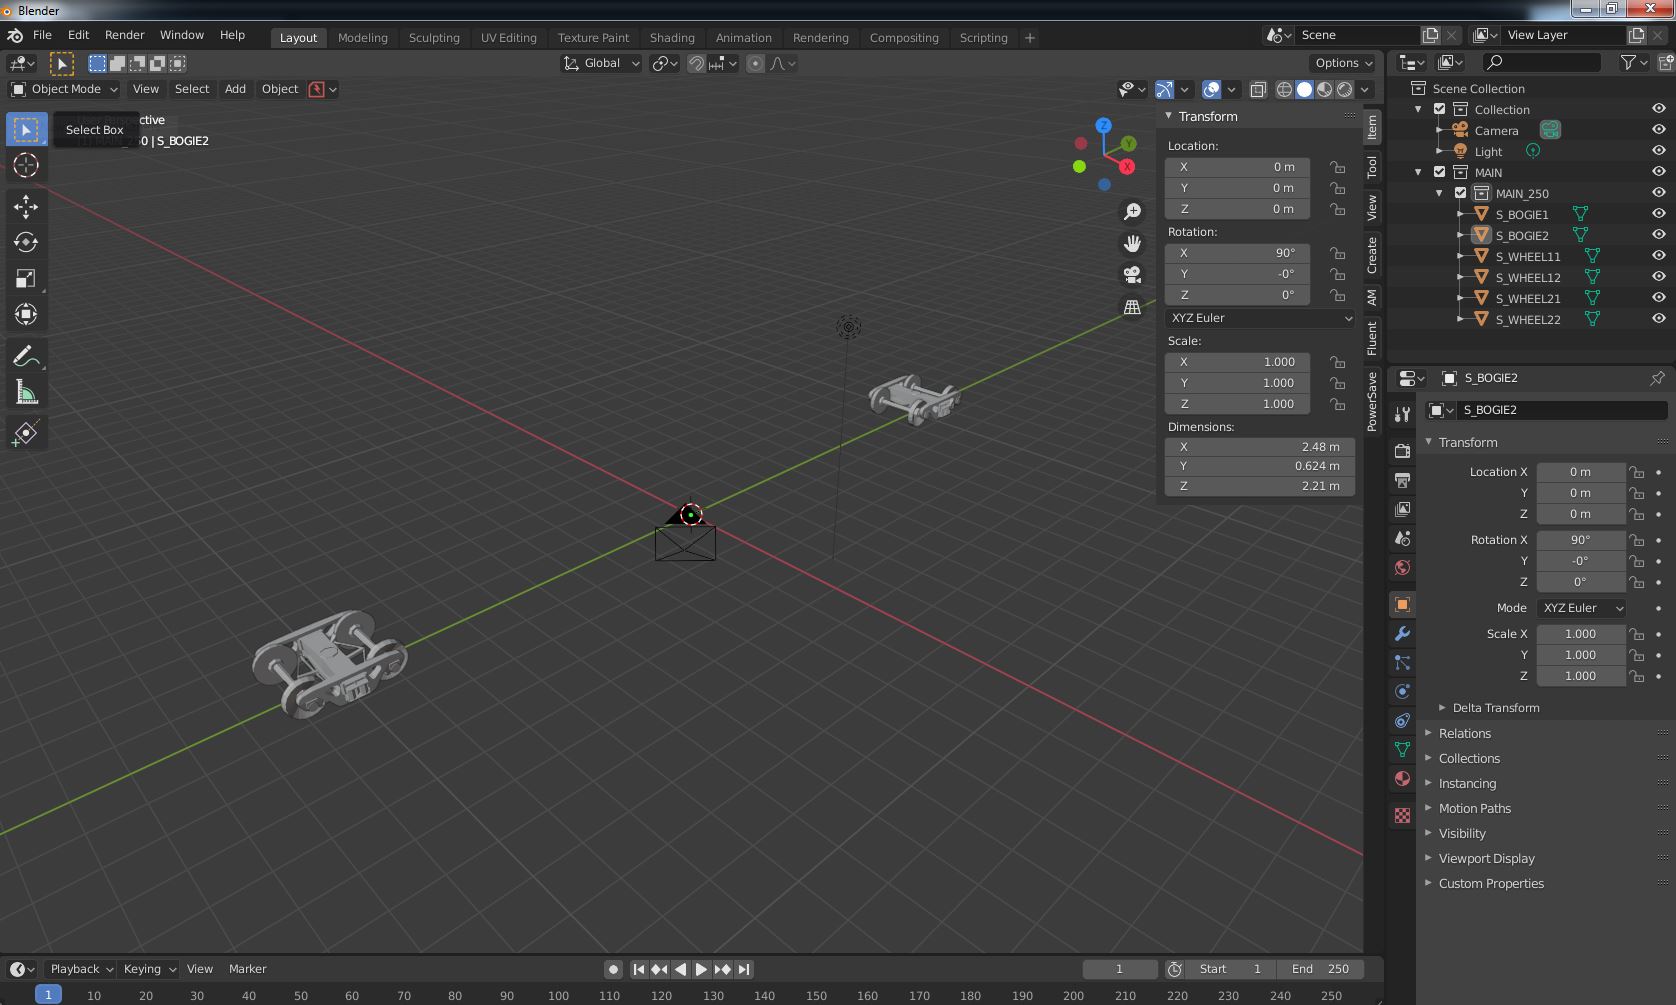 Blender
File Edit Render Window Help Layout Modeling Sculpting UV Editing Texture Paint Shading Animation Rendering Compositing Scripting + Scene View Layer
Global Options
Object Mode View Select Add Object
Select Box
Perspective
| S_BOGIE2
Z
Y
X
Transform
Location:
X 0 m
Y 0 m
Z 0 m
Rotation:
X 90°
Y -0°
Z 0°
XYZ Euler
Scale:
X 1.000
Y 1.000
Z 1.000
Dimensions:
X 2.48 m
Y 0.624 m
Z 2.21 m
Item
Tool
View
Create
AM
Fluent
PowerSave
Scene Collection
Collection
Camera
Light
MAIN
MAIN_250
S_BOGIE1
S_BOGIE2
S_WHEEL11
S_WHEEL12
S_WHEEL21
S_WHEEL22
S_BOGIE2
S_BOGIE2
Transform
Location X 0 m
Y 0 m
Z 0 m
Rotation X 90°
Y -0°
Z 0°
Mode XYZ Euler
Scale X 1.000
Y 1.000
Z 1.000
Delta Transform
Relations
Collections
Instancing
Motion Paths
Visibility
Viewport Display
Custom Properties
Playback Keying View Marker 1 Start 1 End 250
1 10 20 30 40 50 60 70 80 90 100 110 120 130 140 150 160 170 180 190 200 210 220 230 240 250